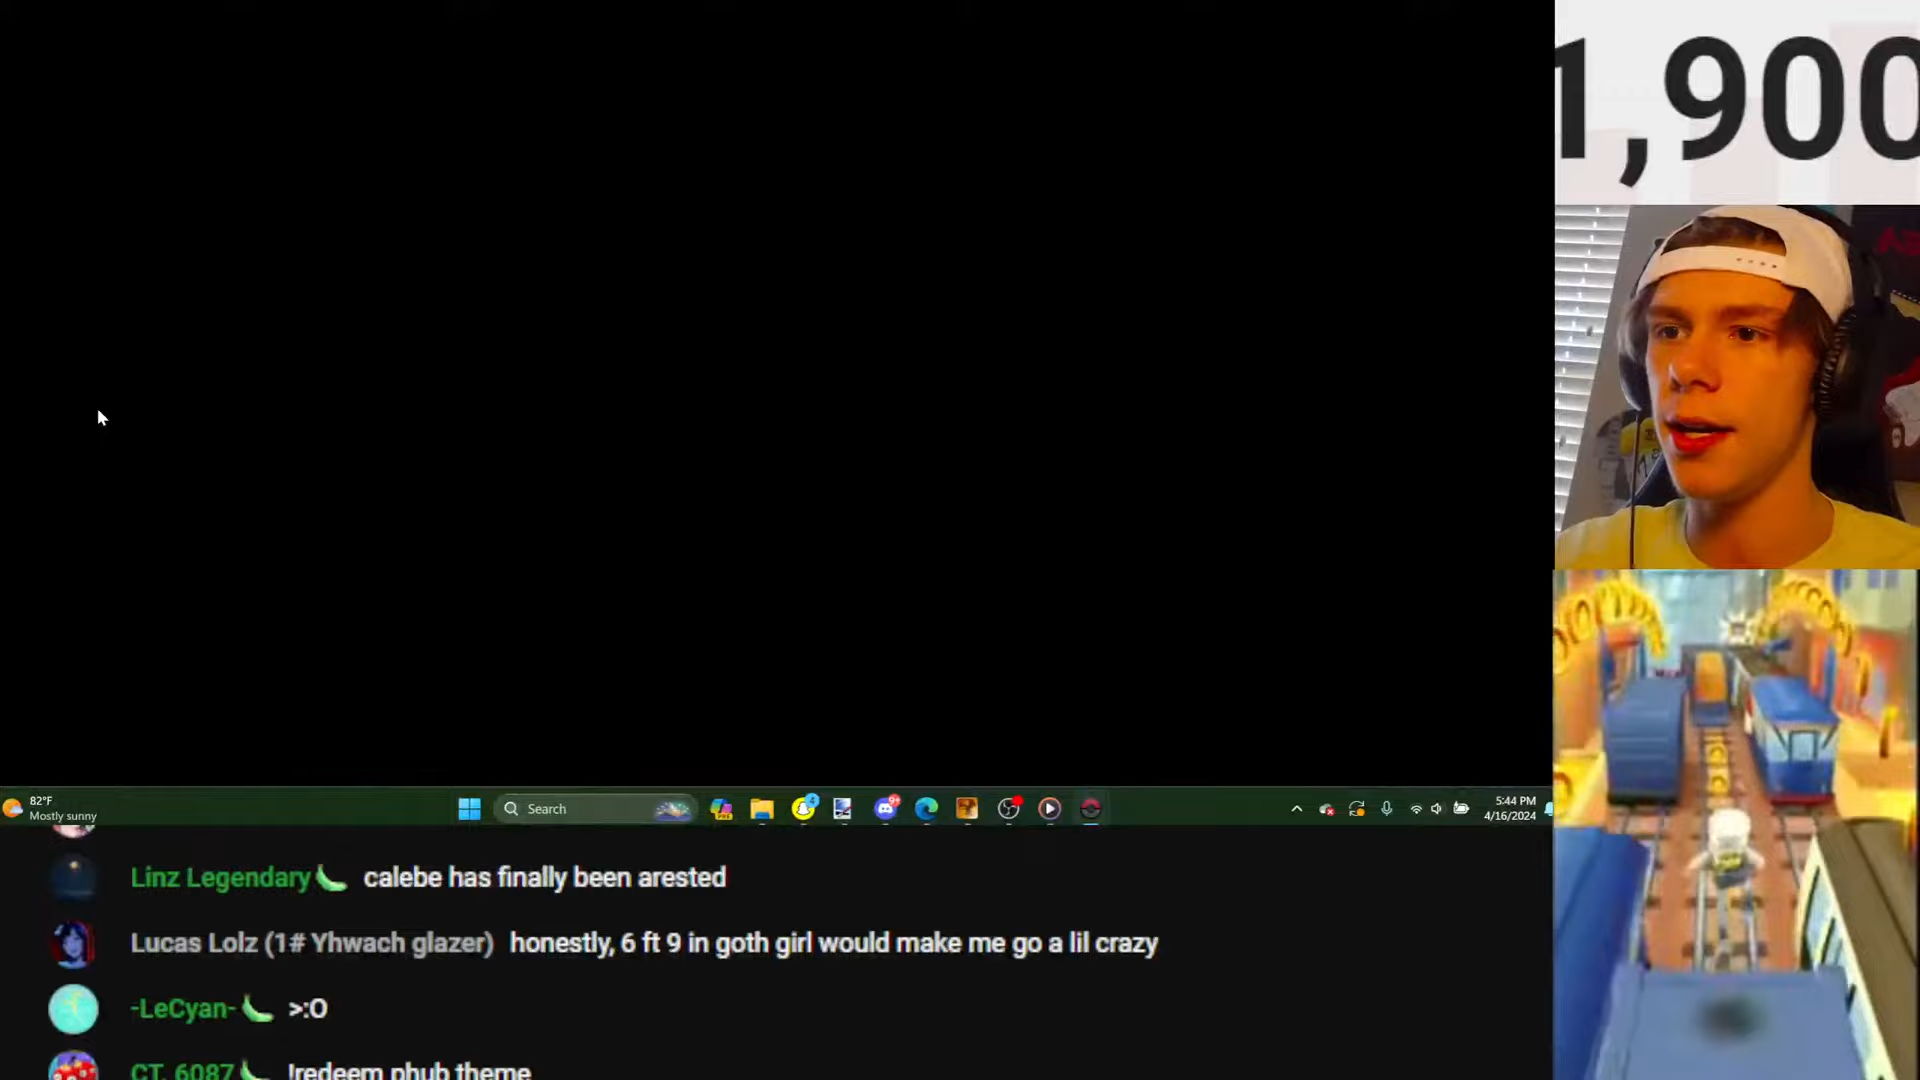 1,900
82°F
Mostly sunny
Search
5:44 PM
4/16/2024
Linz Legendary calebe has finally been arested
Lucas Lolz (1# Yhwach glazer) honestly, 6 ft 9 in goth girl would make me go a lil crazy
-LeCyan- >:O
CT. 6087 !redeem phub theme